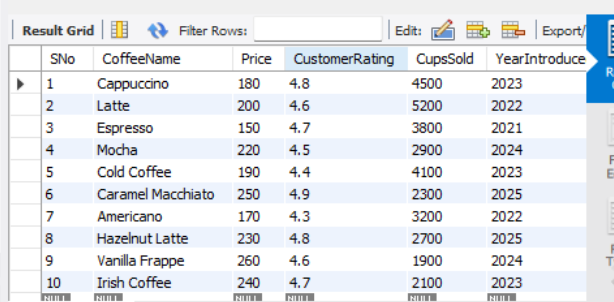 Result Grid Filter Rows: Edit: Export/
SNo CoffeeName Price CustomerRating CupsSold YearIntroduce
1 Cappuccino 180 4.8 4500 2023
2 Latte 200 4.6 5200 2022
3 Espresso 150 4.7 3800 2021
4 Mocha 220 4.5 2900 2024
5 Cold Coffee 190 4.4 4100 2023
6 Caramel Macchiato 250 4.9 2300 2025
7 Americano 170 4.3 3200 2022
8 Hazelnut Latte 230 4.8 2700 2025
9 Vanilla Frappe 260 4.6 1900 2024
10 Irish Coffee 240 4.7 2100 2023
NULL NULL NULL NULL NULL NULL